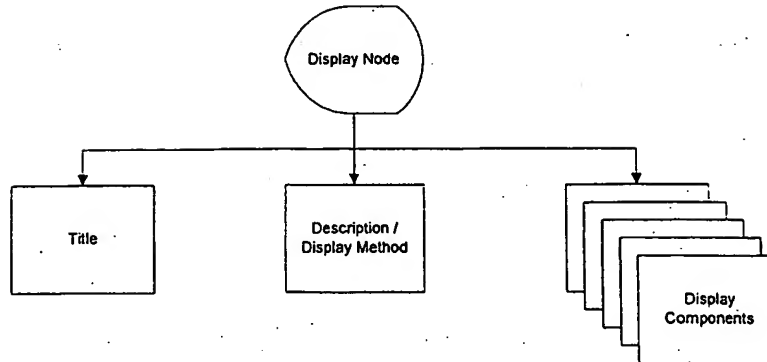 Display Node
Title
Description /
Display Method
Display
Components